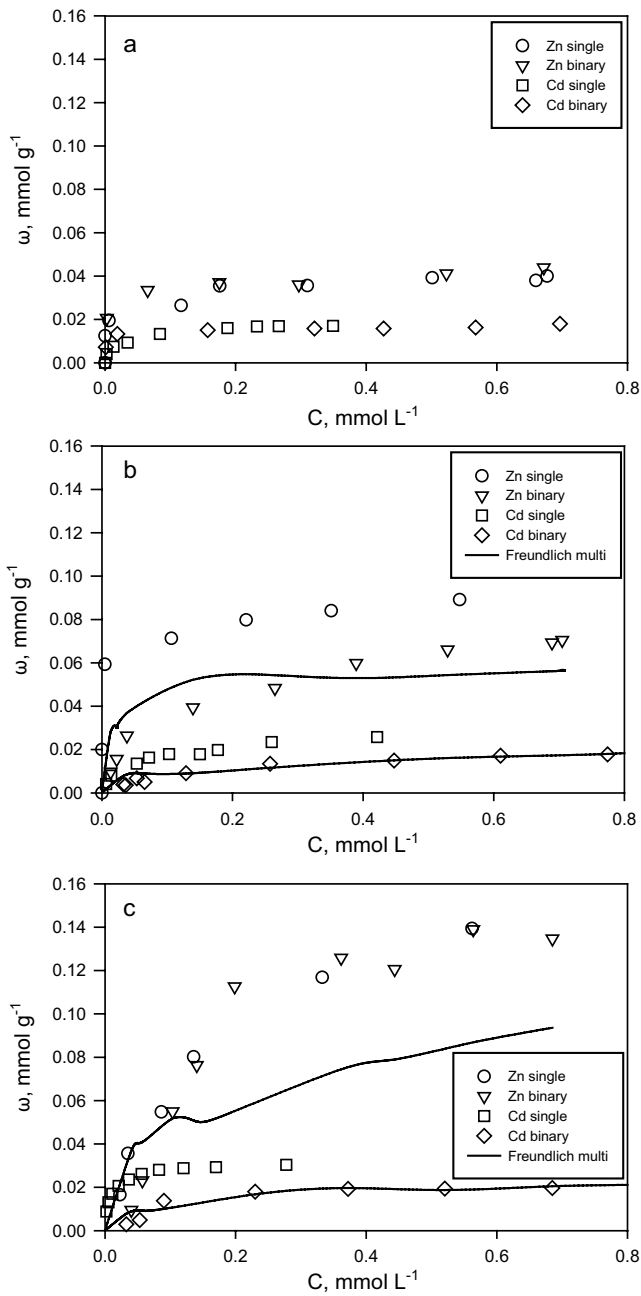 a
Zn single
Zn binary
Cd single
Cd binary
0.16
0.14
0.12
0.10
0.08
0.06
0.04
0.02
0.00
ω, mmol g⁻¹
0.0 0.2 0.4 0.6 0.8
C, mmol L⁻¹
b
Zn single
Zn binary
Cd single
Cd binary
Freundlich multi
0.16
0.14
0.12
0.10
0.08
0.06
0.04
0.02
0.00
ω, mmol g⁻¹
0.0 0.2 0.4 0.6 0.8
C, mmol L⁻¹
c
0.16
0.14
0.12
0.10
0.08
0.06
0.04
0.02
0.00
ω, mmol g⁻¹
Zn single
Zn binary
Cd single
Cd binary
Freundlich multi
0.0 0.2 0.4 0.6 0.8
C, mmol L⁻¹